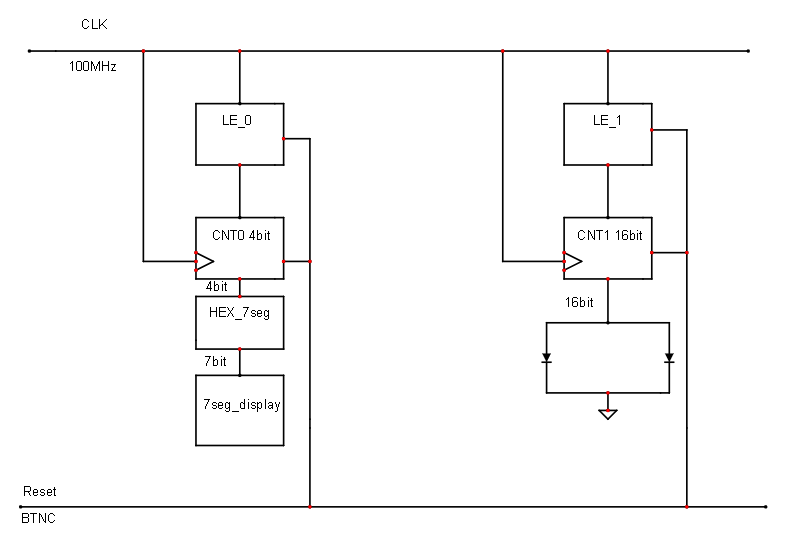 CLK
100MHz
LE_0
LE_1
CNT0 4bit
CNT1 16bit
4bit
HEX_7seg
16bit
7bit
7seg_display
Reset
BTNC